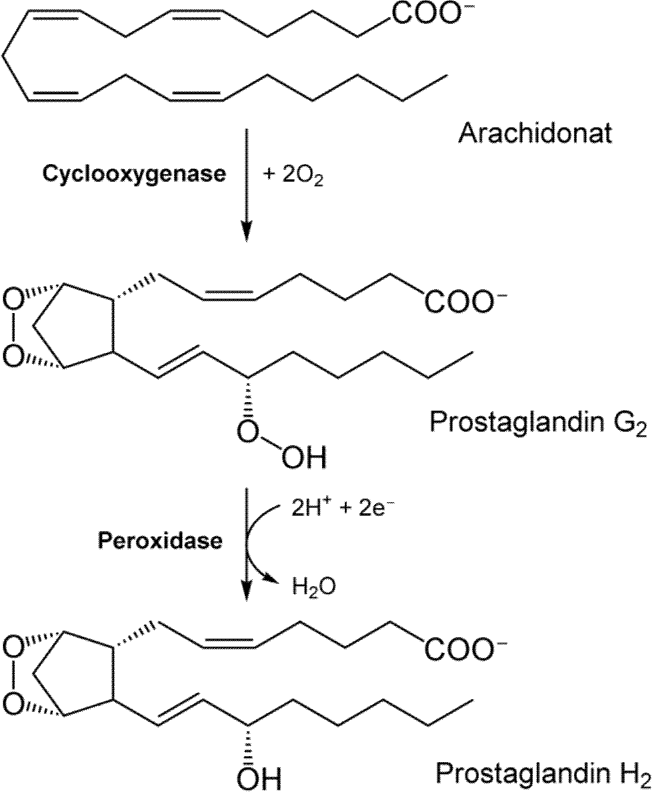 COO⁻
Arachidonat
Cyclooxygenase + 2O₂
O
O
COO⁻
O
OH
Prostaglandin G₂
2H⁺ + 2e⁻
Peroxidase
H₂O
O
O
COO⁻
OH
Prostaglandin H₂